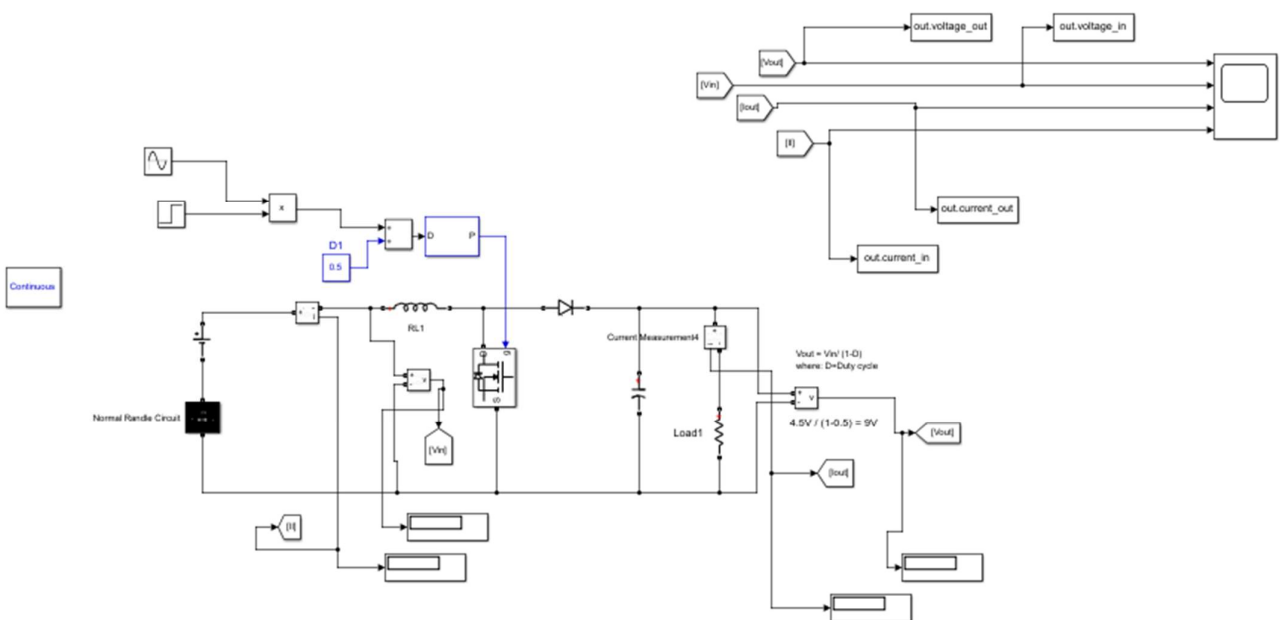 out.voltage_out
out.voltage_in
[Vout]
[Vin]
[Iout]
[Il]
out.current_out
out.current_in
x
D1
0.5
D
P
Continuous
RL1
Current Measurement4
Vout = Vin/ (1-D)
where: D=Duty cycle
Normal Randle Circuit
v
g
D
S
[Vin]
v
4.5V / (1-0.5) = 9V
Load1
[Vout]
[Iout]
[Il]